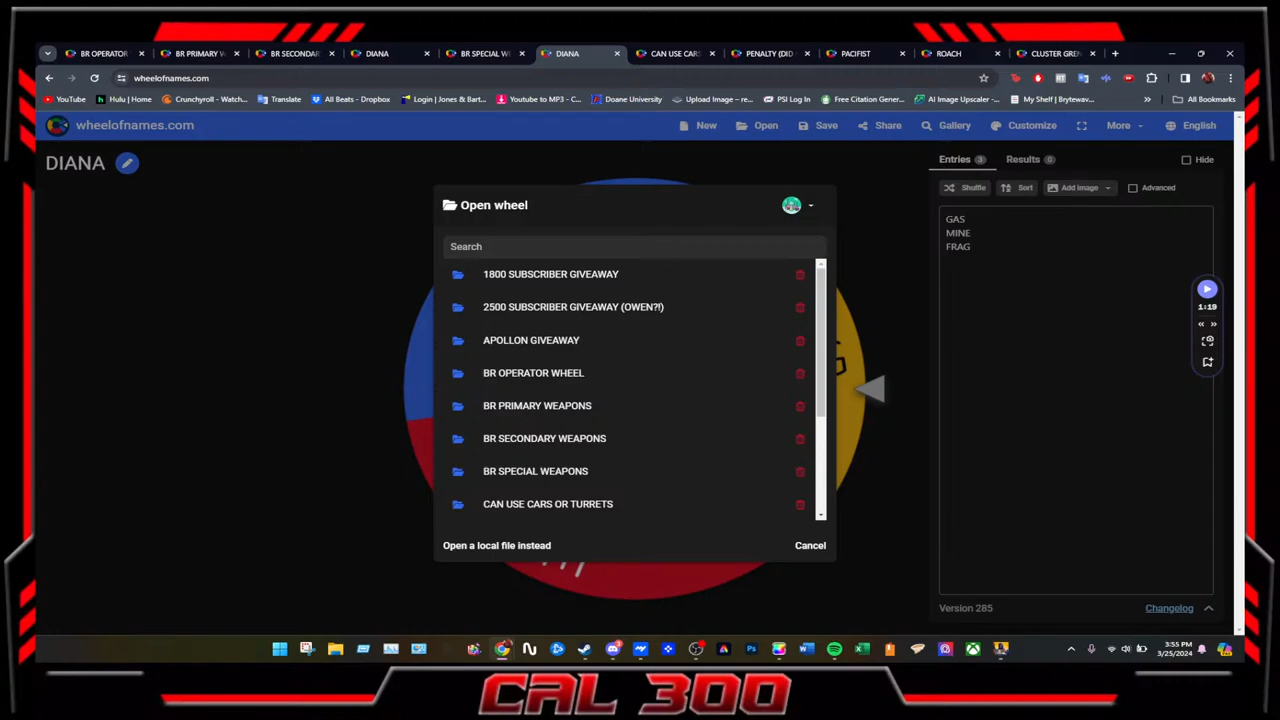 BR OPERATOR
BR PRIMARY W
BR SECONDAR
DIANA
BR SPECIAL WE
DIANA
CAN USE CARS
PENALTY (DID
PACIFIST
ROACH
CLUSTER GREN
wheelofnames.com
YouTube
Hulu | Home
Crunchyroll - Watch...
Translate
All Beats - Dropbox
Login | Jones & Bart...
Youtube to MP3 - C...
Doane University
Upload Image – re...
PSI Log In
Free Citation Gener...
AI Image Upscaler -...
My Shelf | Brytewav...
All Bookmarks
wheelofnames.com
New
Open
Save
Share
Gallery
Customize
More
English
DIANA
Entries 3
Results 0
Hide
Shuffle
Sort
Add image
Advanced
GAS
MINE
FRAG
1:19
Open wheel
Search
1800 SUBSCRIBER GIVEAWAY
2500 SUBSCRIBER GIVEAWAY (OWEN?!)
APOLLON GIVEAWAY
BR OPERATOR WHEEL
BR PRIMARY WEAPONS
BR SECONDARY WEAPONS
BR SPECIAL WEAPONS
CAN USE CARS OR TURRETS
Open a local file instead
Cancel
Version 285
Changelog
3:55 PM
3/25/2024
CAL 300